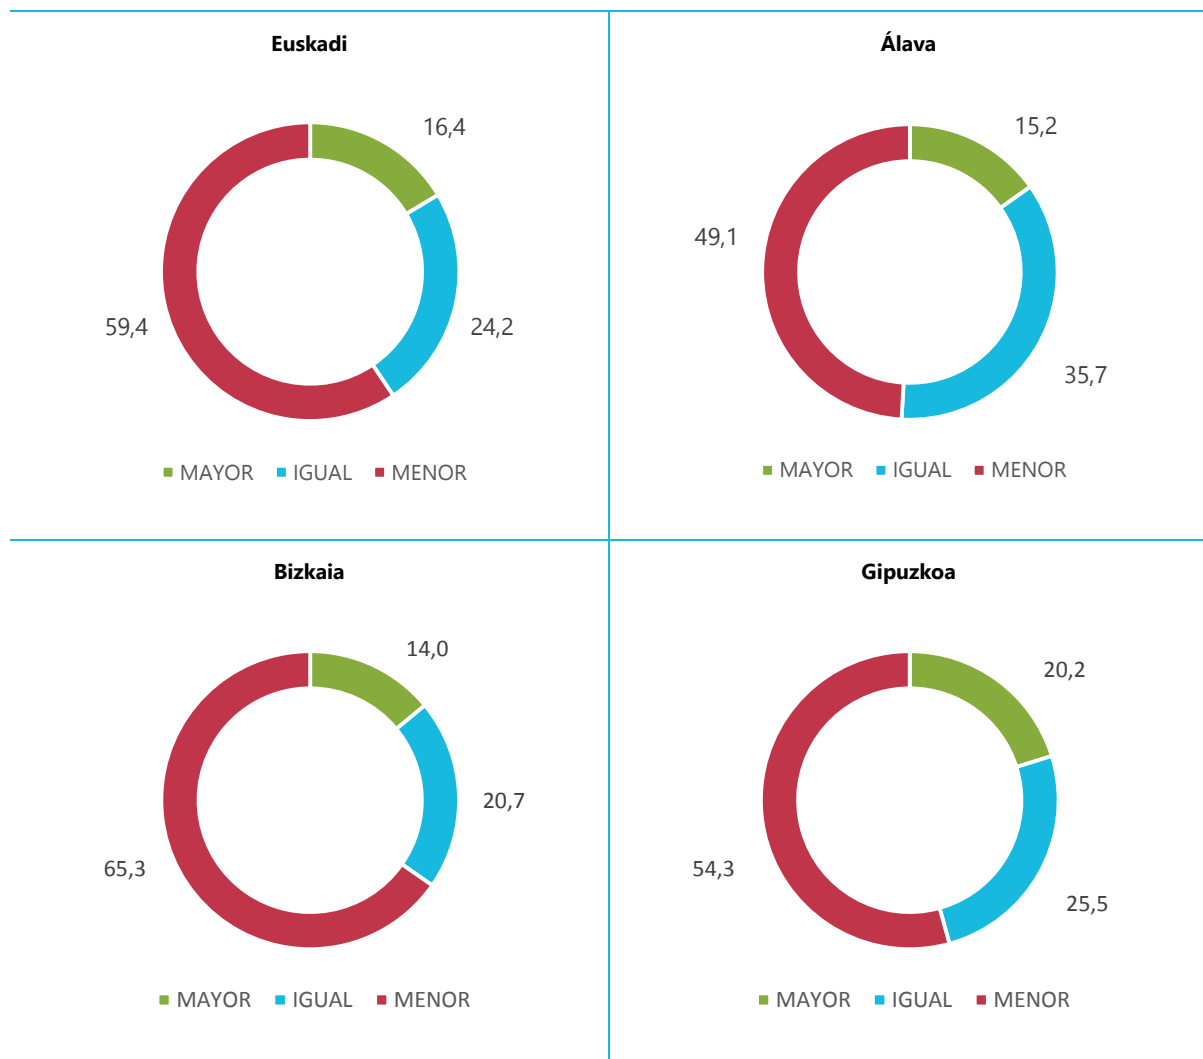 Euskadi
16,4
24,2
59,4
MAYOR IGUAL MENOR
Álava
15,2
35,7
49,1
MAYOR IGUAL MENOR
Bizkaia
14,0
20,7
65,3
MAYOR IGUAL MENOR
Gipuzkoa
20,2
25,5
54,3
MAYOR IGUAL MENOR